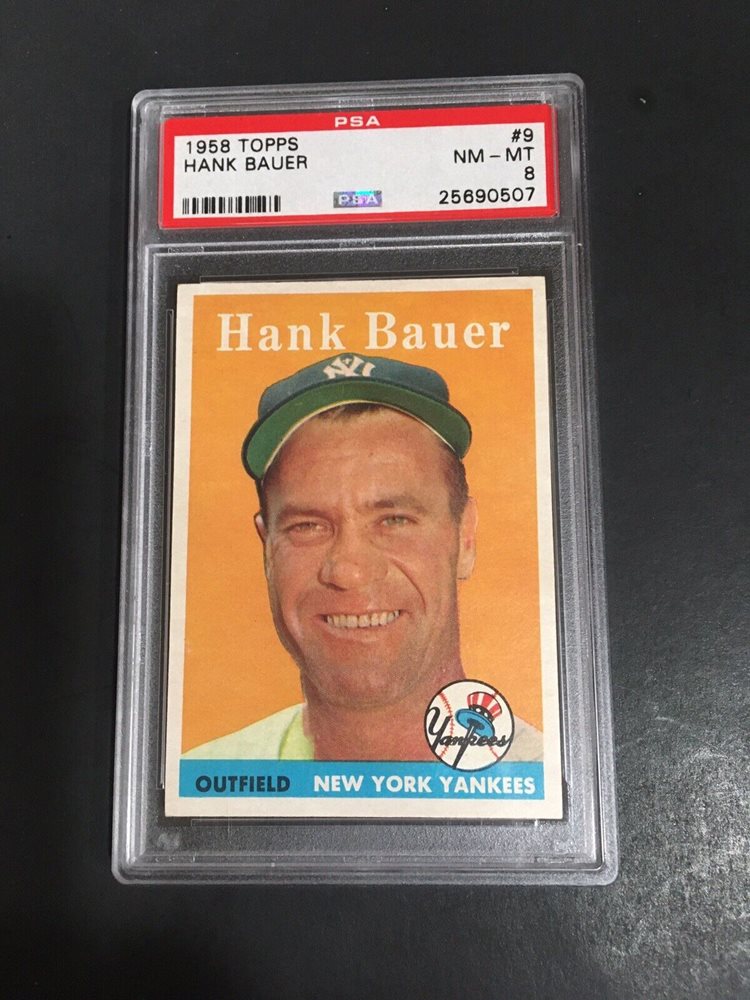 PSA
1958 TOPPS #9
HANK BAUER NM - MT
8
PSA 25690507
Hank Bauer
NY
Yankees
OUTFIELD NEW YORK YANKEES